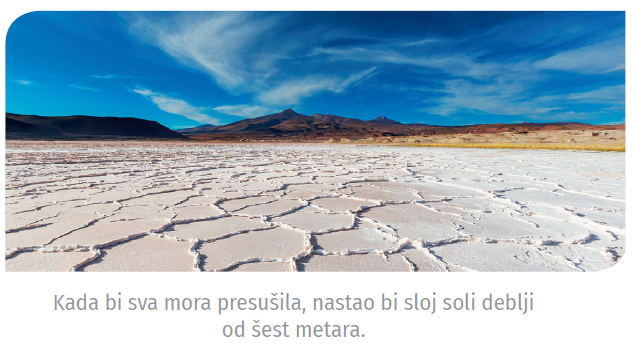 Kada bi sva mora presušila, nastao bi sloj soli deblji
od šest metara.